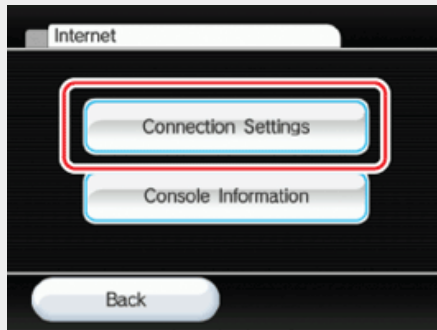 Internet
Connection Settings
Console Information
Back